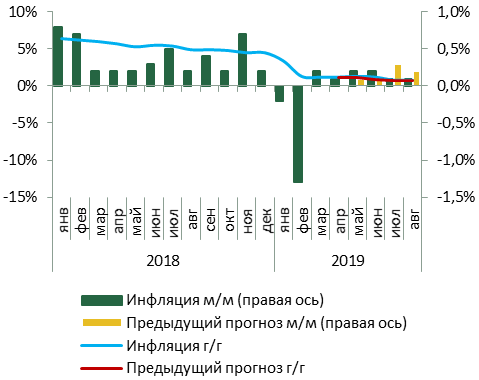 10% 1,0%
5% 0,5%
0% 0,0%
-5% -0,5%
-10% -1,0%
-15% -1,5%
янв фев мар апр май июн июл авг сен окт ноя дек янв фев мар апр май июн июл авг
2018 2019
Инфляция м/м (правая ось)
Предыдущий прогноз м/м (правая ось)
Инфляция г/г
Предыдущий прогноз г/г